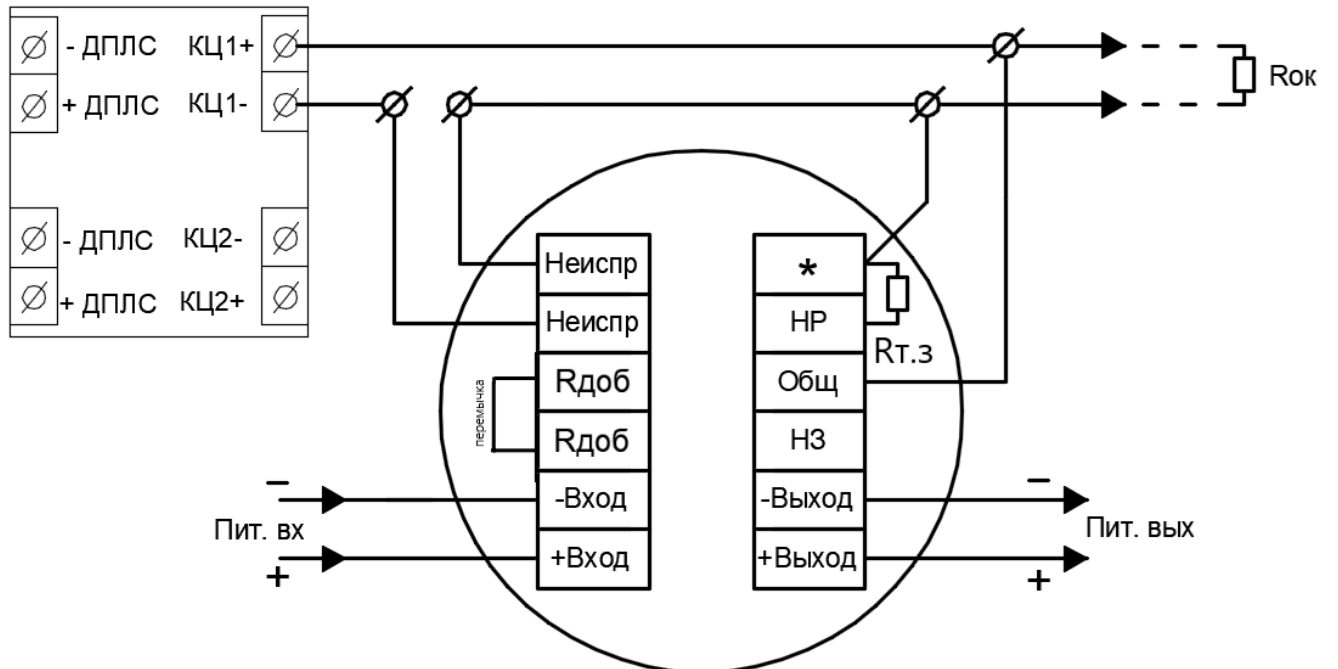 - ДПЛС КЦ1+
+ ДПЛС КЦ1-
Rок
- ДПЛС КЦ2-
+ ДПЛС КЦ2+
Неиспр
*
Неиспр
НР
Rт.з
Rдоб
Общ
перемычка
Rдоб
НЗ
-
-Вход
-Выход
-
Пит. вх
Пит. вых
+Вход
+Выход
+
+